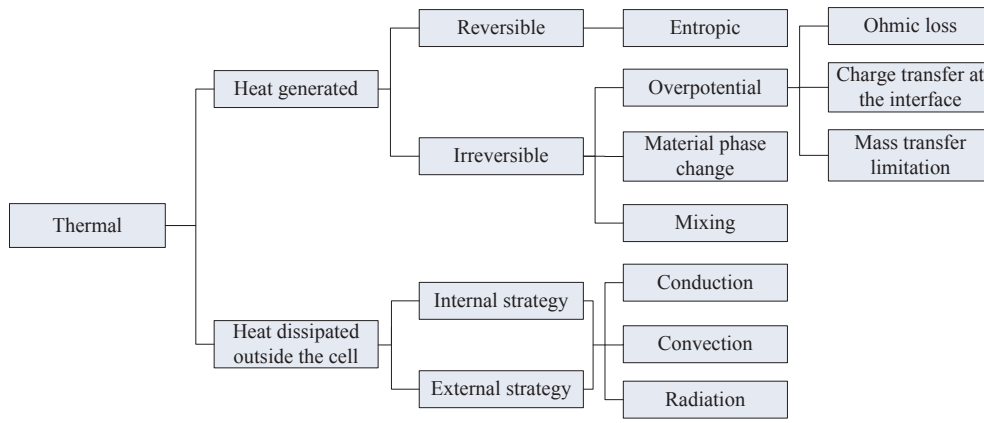 Thermal
Heat generated
Reversible
Entropic
Irreversible
Overpotential
Ohmic loss
Charge transfer at
the interface
Mass transfer
limitation
Material phase
change
Mixing
Heat dissipated
outside the cell
Internal strategy
External strategy
Conduction
Convection
Radiation